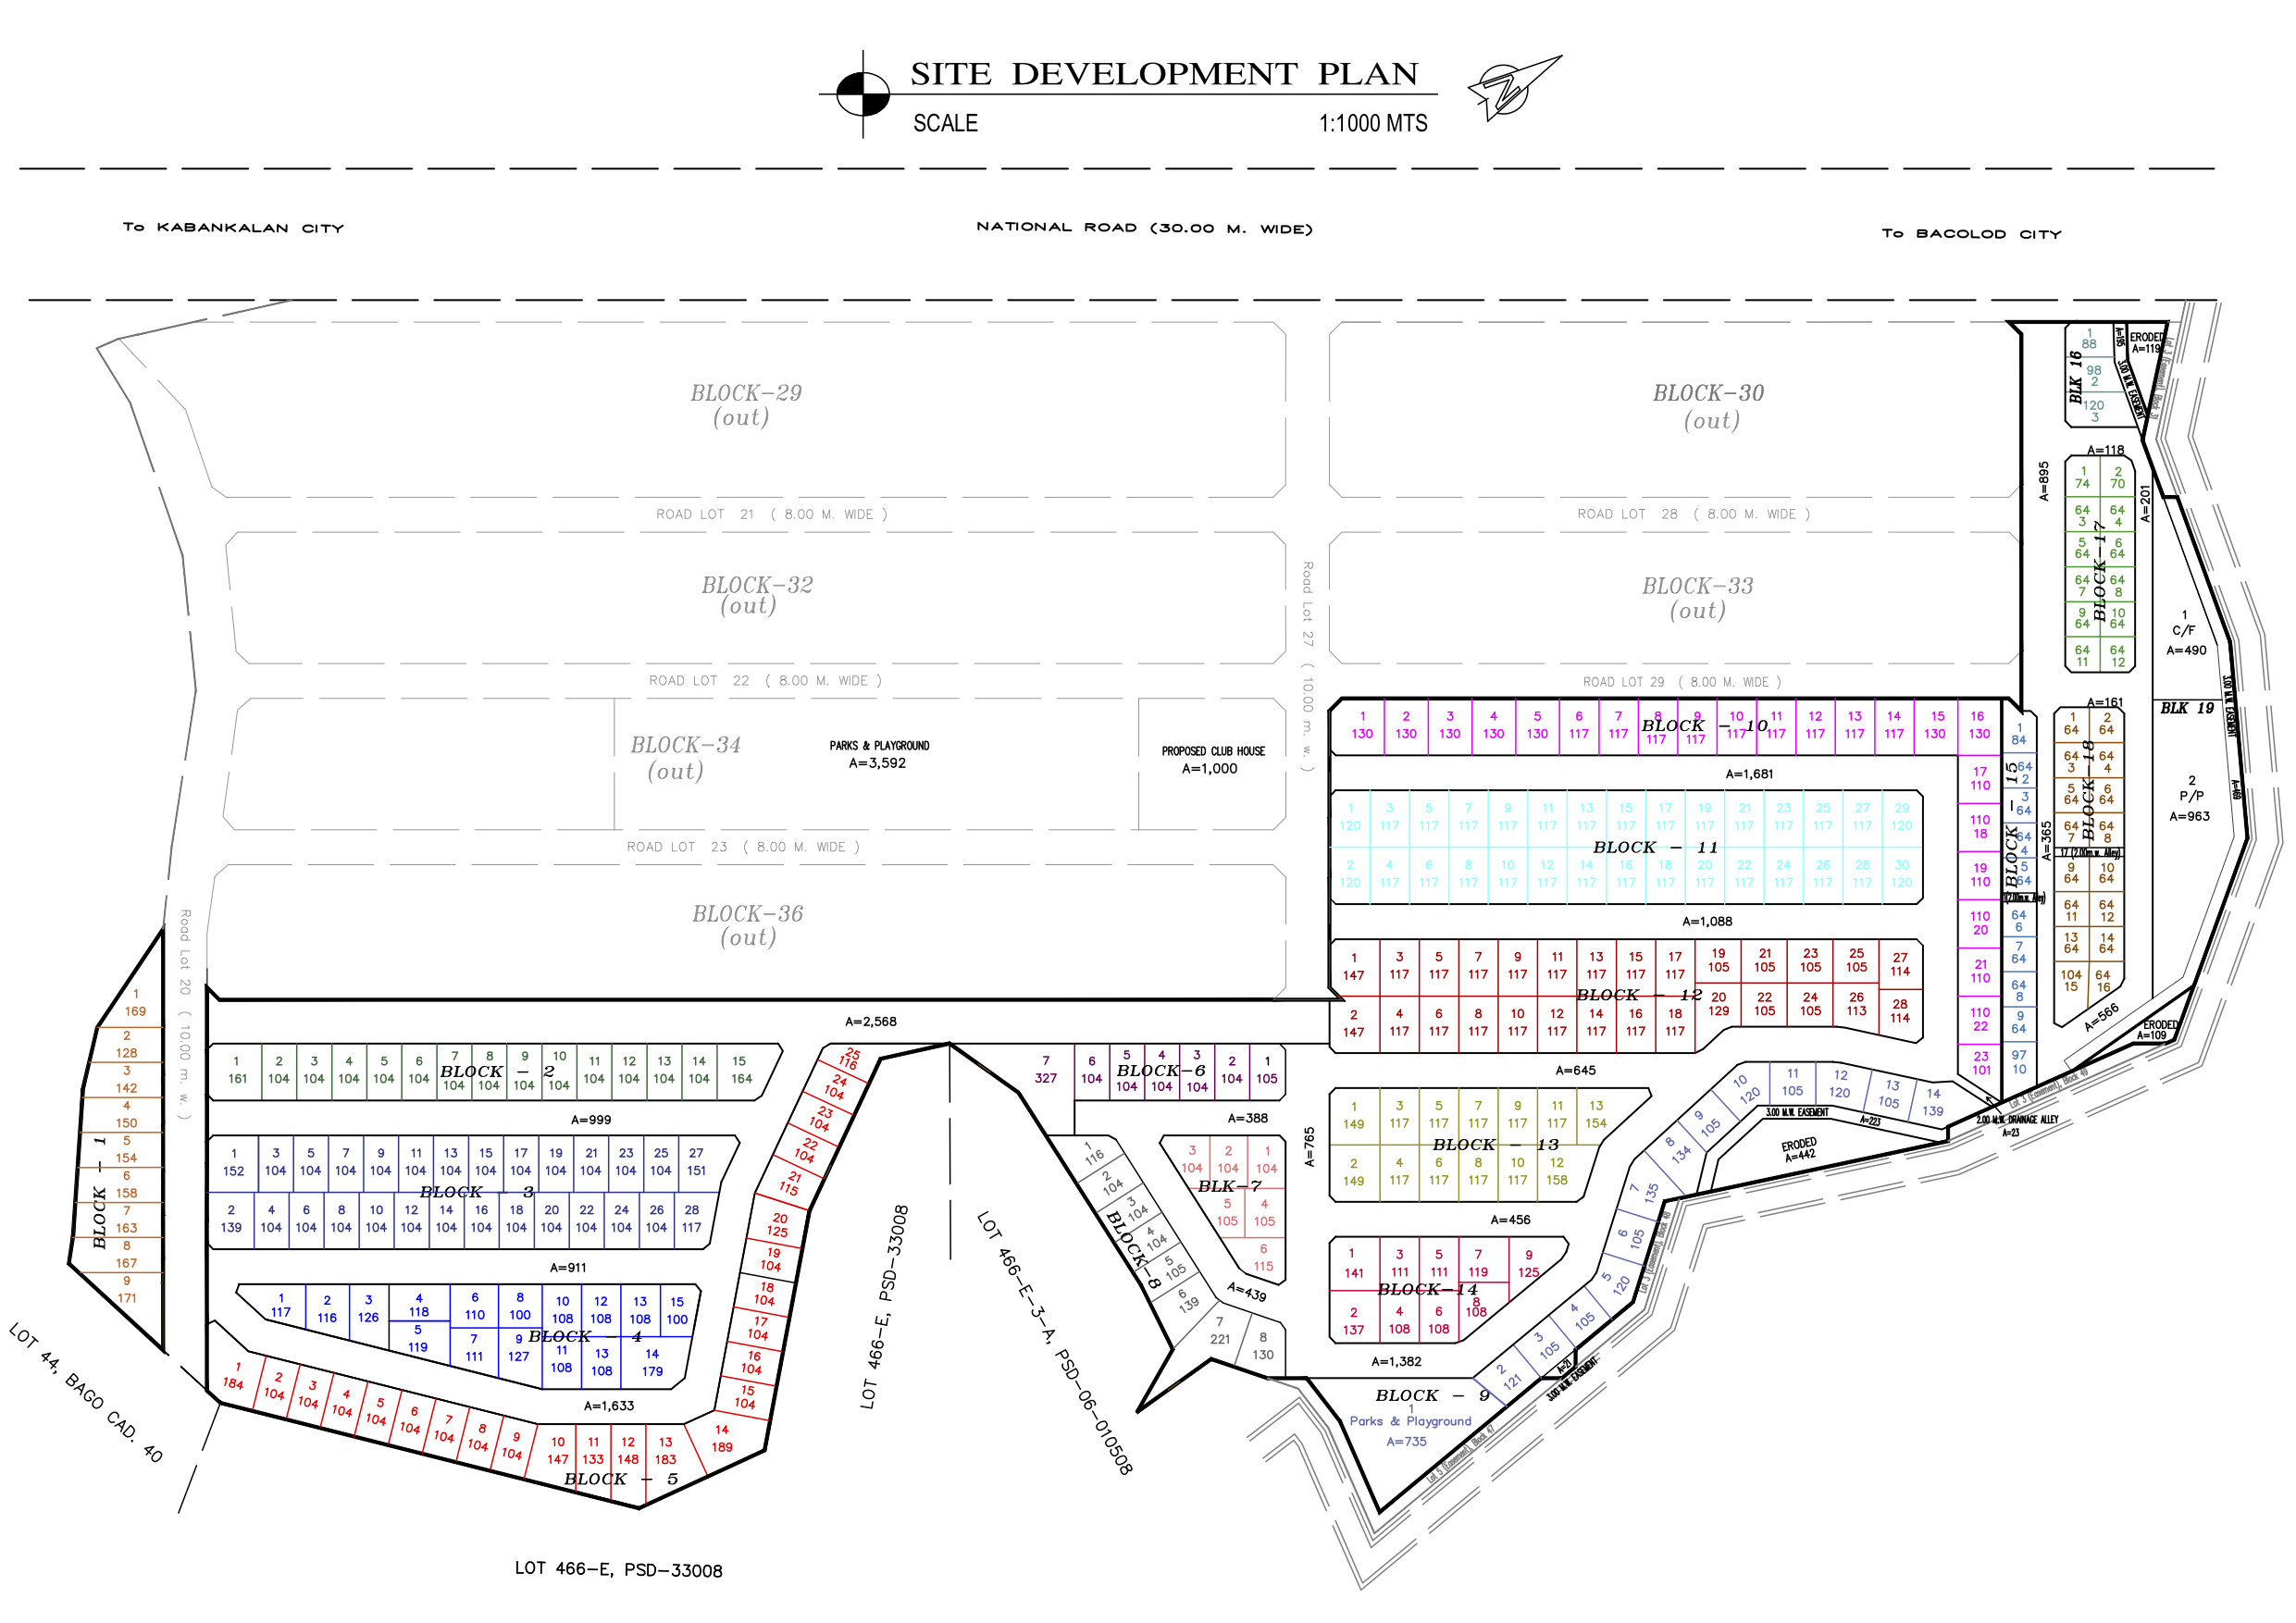 SITE DEVELOPMENT PLAN
SCALE 1:1000 MTS
To KABANKALAN CITY
NATIONAL ROAD (30.00 M. WIDE)
To BACOLOD CITY
BLOCK-29
(out)
BLOCK-30
(out)
ROAD LOT 21 ( 8.00 M. WIDE )
ROAD LOT 28 ( 8.00 M. WIDE )
BLOCK-32
(out)
BLOCK-33
(out)
Road Lot 27 ( 10.00 m. w. )
ROAD LOT 22 ( 8.00 M. WIDE )
ROAD LOT 29 ( 8.00 M. WIDE )
BLOCK-34
(out)
PARKS & PLAYGROUND
A=3,592
PROPOSED CLUB HOUSE
A=1,000
ROAD LOT 23 ( 8.00 M. WIDE )
BLOCK-36
(out)
Road Lot 20 ( 10.00 m. w. )
BLOCK - 1
1
169
2
128
3
142
4
150
5
154
6
158
7
163
8
167
9
171
LOT 44, BAGO CAD. 40
A=2,568
BLOCK - 2
1 2 3 4 5 6 7 8 9 10 11 12 13 14 15
161 104 104 104 104 104 104 104 104 104 104 104 104 104 164
A=999
BLOCK - 3
1 3 5 7 9 11 13 15 17 19 21 23 25 27
152 104 104 104 104 104 104 104 104 104 104 104 104 151
2 4 6 8 10 12 14 16 18 20 22 24 26 28
139 104 104 104 104 104 104 104 104 104 104 104 104 117
A=911
BLOCK - 4
1 2 3 4 6 8 10 12 13 15
117 116 126 118 110 100 108 108 108 100
5 7 9 11 13 14
119 111 127 108 108 179
A=1,633
BLOCK - 5
1 2 3 4 5 6 7 8 9 10 11 12 13 14
184 104 104 104 104 104 104 104 104 147 133 148 183 189
15
104
16
104
17
104
18
104
19
104
20
125
21
115
22
104
23
104
24
104
25
116
LOT 466-E, PSD-33008
LOT 466-E, PSD-33008
LOT 466-E-3-A, PSD-06-010508
BLOCK-6
7 6 5 4 3 2 1
327 104 104 104 104 104 105
A=388
BLK-7
3 2 1
104 104 104
5 4
105 105
6
115
A=439
BLOCK-8
1
116
2
104
3
104
4
104
5
105
6
139
7
221
8
130
A=765
BLOCK - 9
1
Parks & Playground
A=735
2
121
3
105
4
105
5
120
6
105
7
135
8
134
9
105
10
120
11
105
12
120
13
105
14
139
3.00 M.W. EASEMENT
A=223
ERODED
A=442
A=21
3.00 M.W. EASEMENT
Lot 5 (Easement), Block 47
Lot 3 (Easement), Block 48
Lot 3 (Easement), Block 49
2.00 M.W. DRAINAGE ALLEY
A=23
BLOCK - 10
1 2 3 4 5 6 7 8 9 10 11 12 13 14 15 16
130 130 130 130 130 117 117 117 117 117 117 117 117 117 130 130
17
110
110
18
19
110
110
20
21
110
110
22
23
101
A=1,681
BLOCK - 11
1 3 5 7 9 11 13 15 17 19 21 23 25 27 29
120 117 117 117 117 117 117 117 117 117 117 117 117 117 120
2 4 6 8 10 12 14 16 18 20 22 24 26 28 30
120 117 117 117 117 117 117 117 117 117 117 117 117 117 120
A=1,088
BLOCK - 12
1 3 5 7 9 11 13 15 17 19 21 23 25 27
147 117 117 117 117 117 117 117 117 105 105 105 105 114
2 4 6 8 10 12 14 16 18 20 22 24 26 28
147 117 117 117 117 117 117 117 117 129 105 105 113 114
A=645
BLOCK - 13
1 3 5 7 9 11 13
149 117 117 117 117 117 154
2 4 6 8 10 12
149 117 117 117 117 158
A=456
BLOCK-14
1 3 5 7 9
141 111 111 119 125
2 4 6 8
137 108 108 108
A=1,382
BLOCK - 15
1
84
64
2
3
64
64
4
5
64
(2.00m.w. Alley)
64
6
7
64
64
8
9
64
97
10
A=365
A=895
BLK 16
1
88
98
2
120
3
A=195
3.00 M.W. EASEMENT
ERODED
A=119
Lot 3 (Easement), Block 31
A=118
BLOCK-17
1 2
74 70
64 64
3 4
5 6
64 64
64 64
7 8
9 10
64 64
64 64
11 12
A=201
A=161
BLOCK-18
1 2
64 64
64 64
3 4
5 6
64 64
64 64
7 8
17 (2.00m.w. Alley)
9 10
64 64
64 64
11 12
13 14
64 64
104 64
15 16
A=566
BLK 19
1
C/F
A=490
2
P/P
A=963
3.00 M.W. EASEMENT
A=469
ERODED
A=109